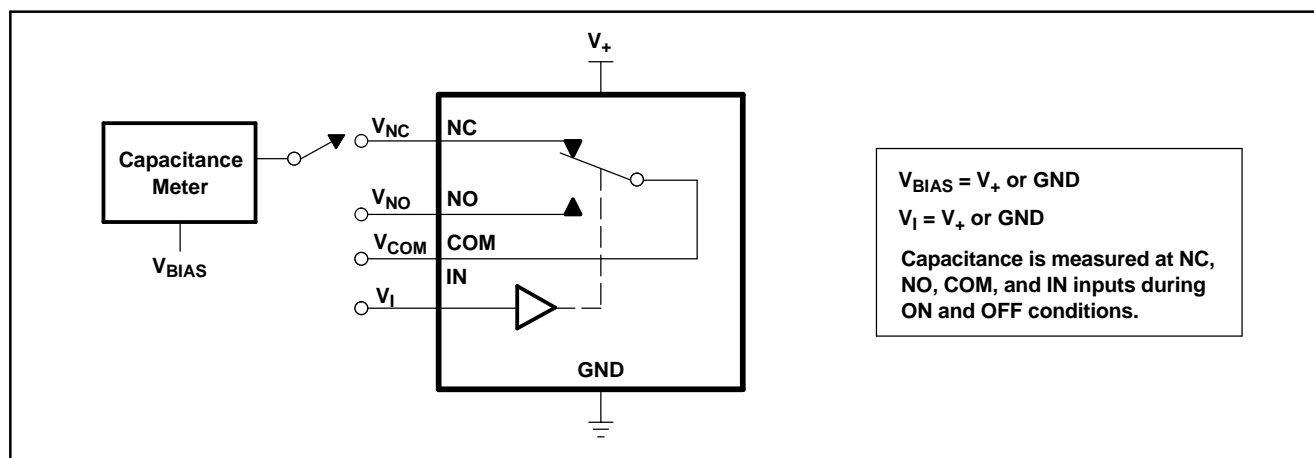 V+
VNC NC
Capacitance
Meter
VNO NO
VCOM COM
VBIAS
IN
VI
GND
VBIAS = V+ or GND
VI = V+ or GND
Capacitance is measured at NC,
NO, COM, and IN inputs during
ON and OFF conditions.